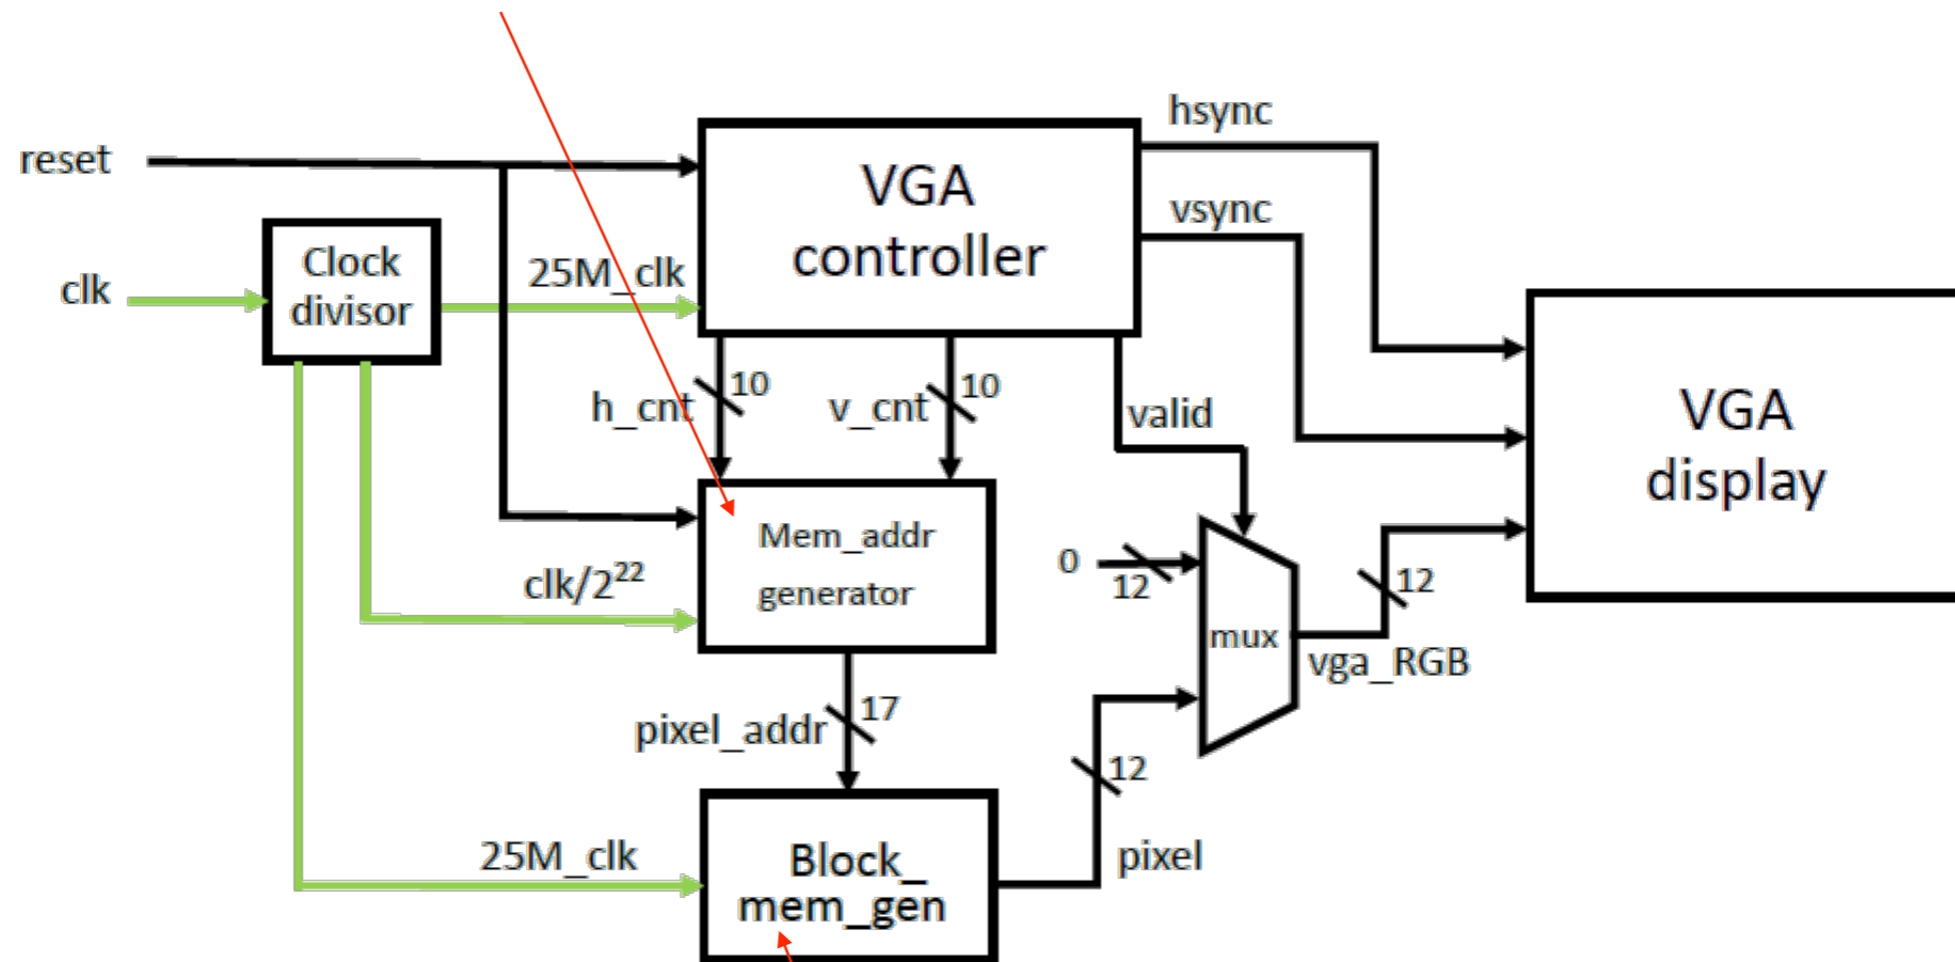 hsync
reset
VGA
controller
vsync
Clock
divisor
clk
25M_clk
h_cnt
10
v_cnt
10
valid
VGA
display
Mem_addr
generator
0
12
12
clk/2²²
mux
vga_RGB
pixel_addr
17
12
25M_clk
Block_
mem_gen
pixel